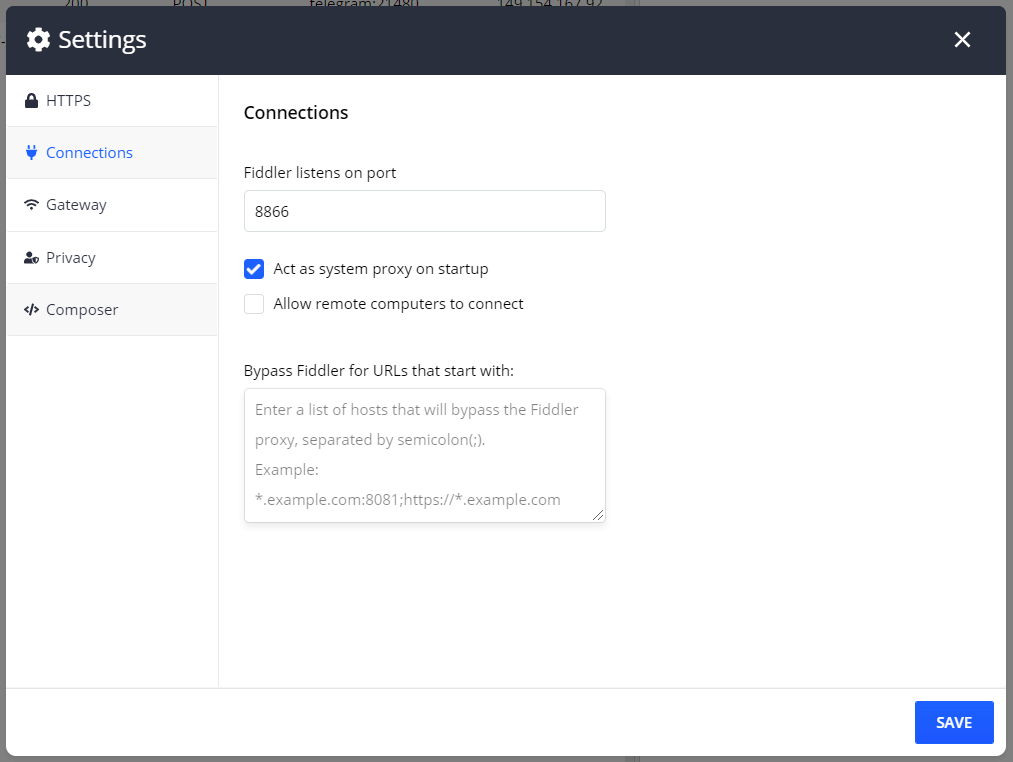 200 POST telegram:21480 149.154.167.92
Settings
HTTPS
Connections
Gateway
Privacy
Composer
Connections
Fiddler listens on port
8866
Act as system proxy on startup
Allow remote computers to connect
Bypass Fiddler for URLs that start with:
Enter a list of hosts that will bypass the Fiddler
proxy, separated by semicolon(;).
Example:
*.example.com:8081;https://*.example.com
SAVE